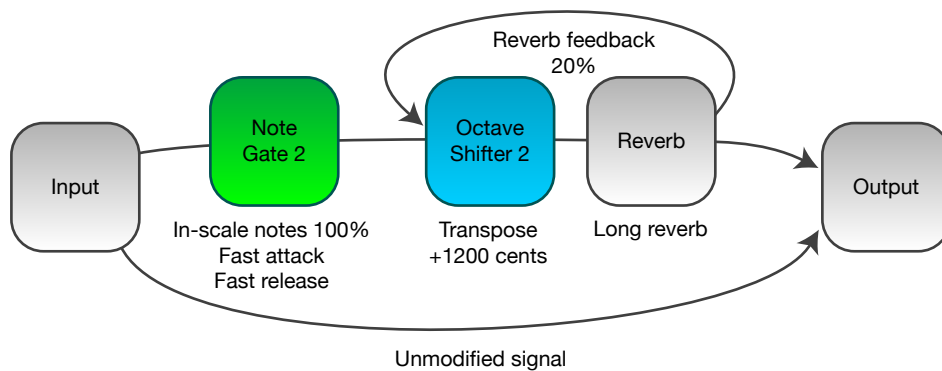 Reverb feedback
20%
Input
Note
Gate 2
Octave
Shifter 2
Reverb
Output
In-scale notes 100%
Fast attack
Fast release
Transpose
+1200 cents
Long reverb
Unmodified signal